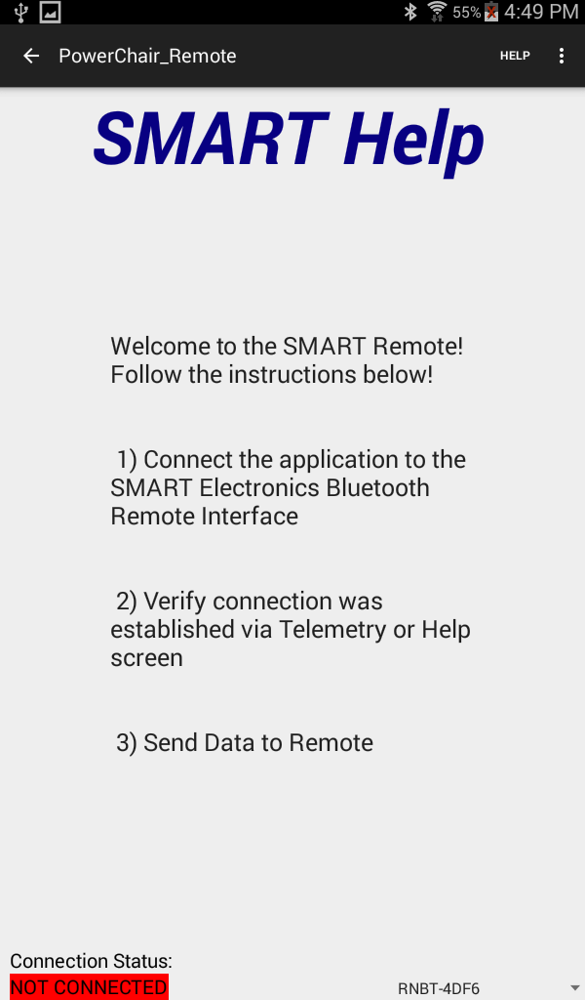 55% 4:49 PM
PowerChair_Remote HELP
SMART Help
Welcome to the SMART Remote!
Follow the instructions below!
1) Connect the application to the
SMART Electronics Bluetooth
Remote Interface
2) Verify connection was
established via Telemetry or Help
screen
3) Send Data to Remote
Connection Status:
NOT CONNECTED RNBT-4DF6